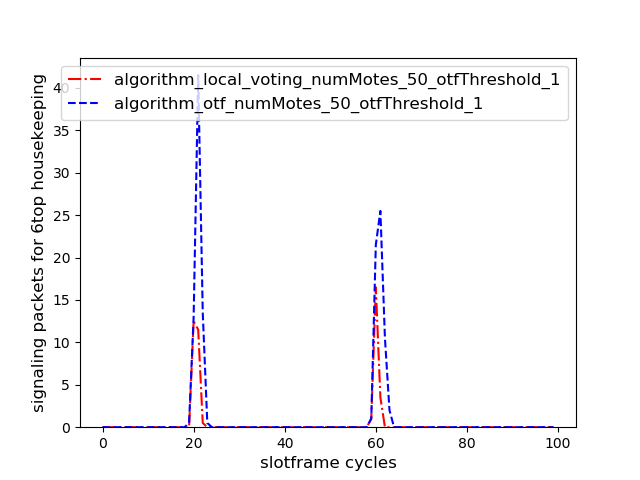 algorithm_local_voting_numMotes_50_otfThreshold_1
algorithm_otf_numMotes_50_otfThreshold_1
signaling packets for 6top housekeeping
40
35
30
25
20
15
10
5
0
0 20 40 60 80 100
slotframe cycles